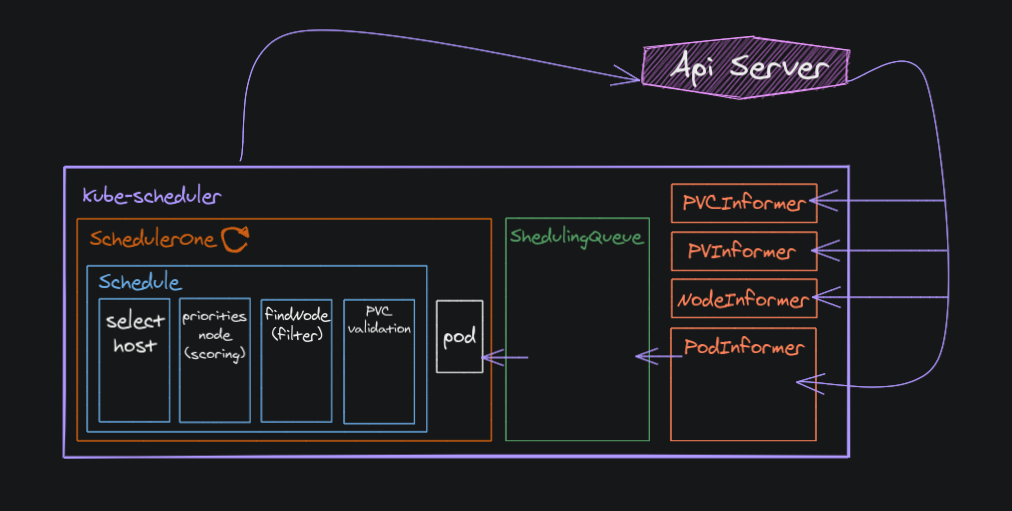 Api Server
Kube-scheduler
SchedulerOne
Schedule
select
host
priorities
node
(scoring)
findNode
(filter)
PVC
validation
pod
ShedulingQueue
PVCInformer
PVInformer
NodeInformer
PodInformer